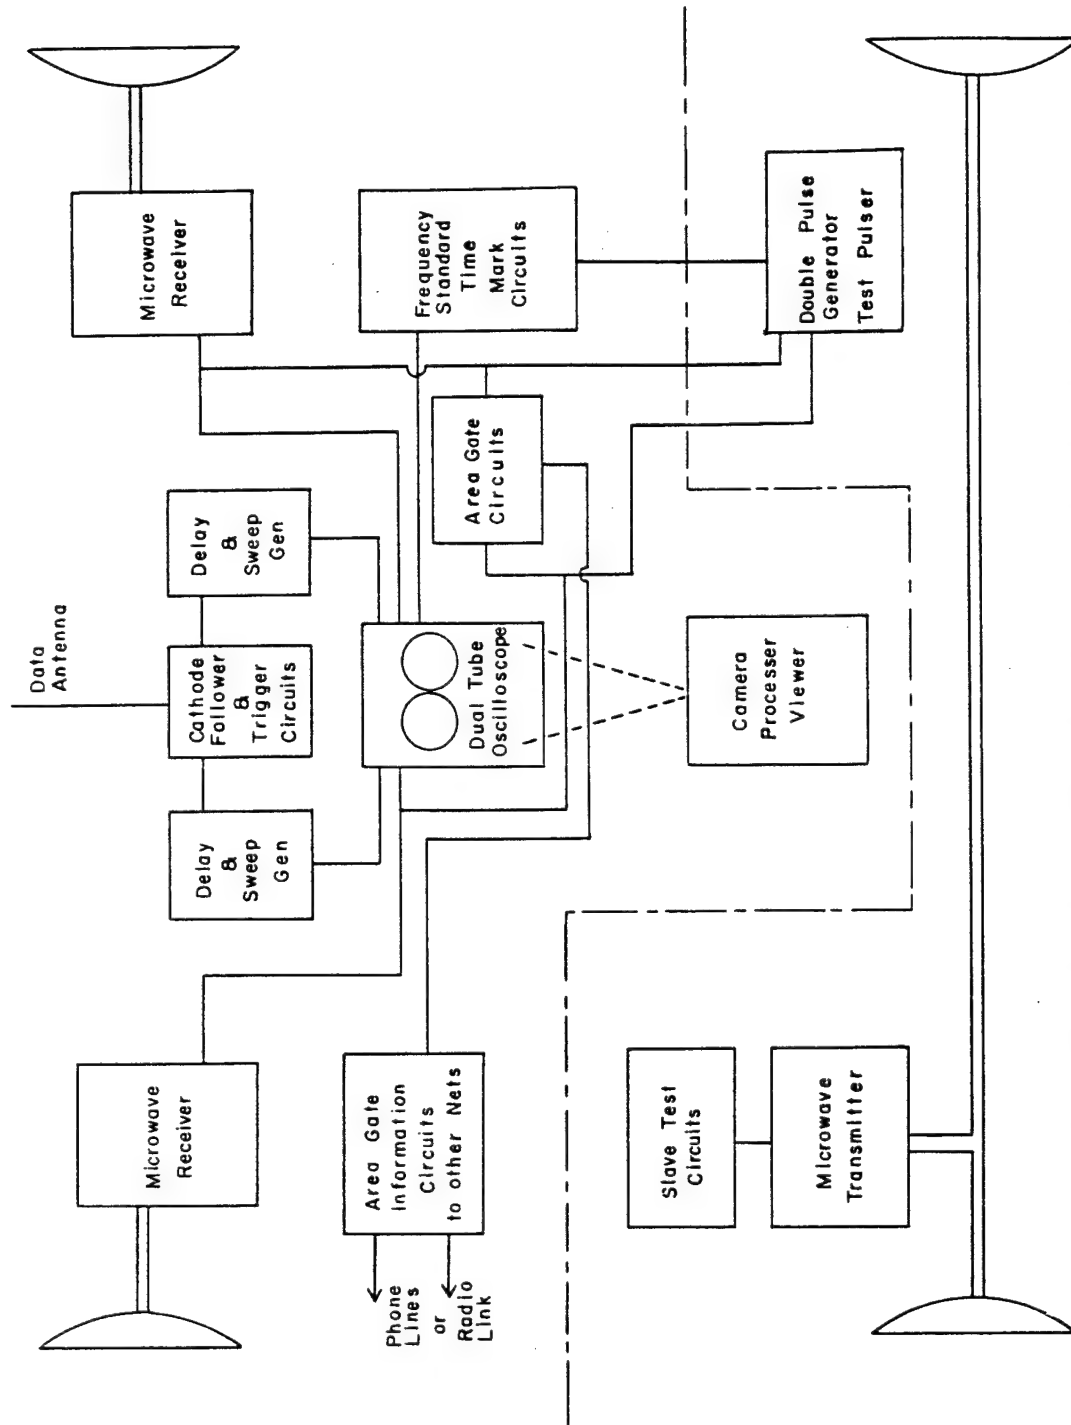 Data
Antenna
Microwave
Receiver
Delay
&
Sweep
Gen
Cathode
Follower
&
Trigger
Circuits
Delay
&
Sweep
Gen
Microwave
Receiver
Area Gate
Information
Circuits
to other Nets
Phone
Lines
or
Radio
Link
Dual Tube
Oscilloscope
Area Gate
Circuits
Frequency
Standard
Time
Mark
Circuits
Slave Test
Circuits
Microwave
Transmitter
Camera
Processer
Viewer
Double Pulse
Generator
Test Pulser